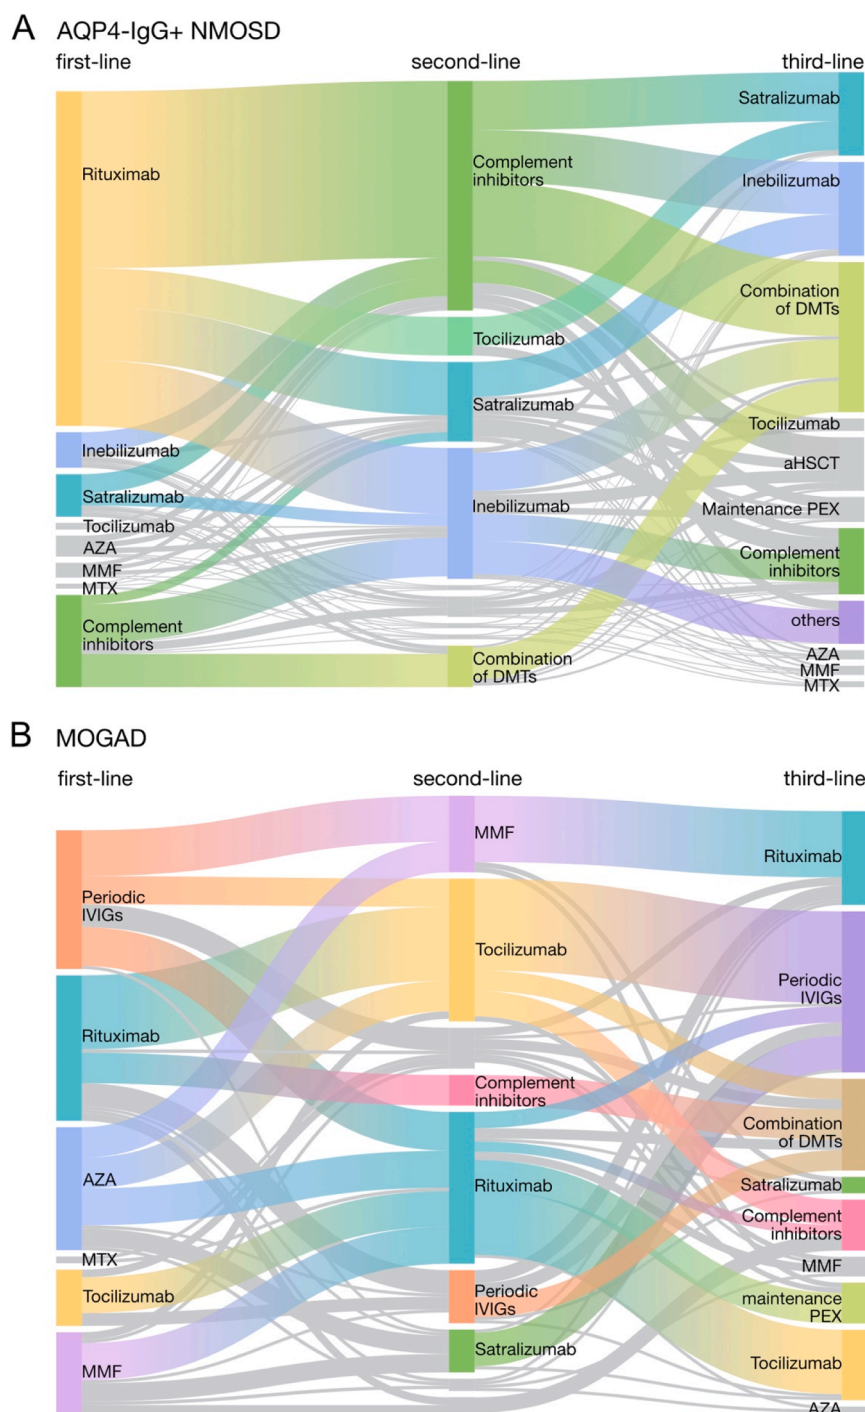 A AQP4-IgG+ NMOSD
first-line second-line third-line
Rituximab
Inebilizumab
Satralizumab
Tocilizumab
AZA
MMF
MTX
Complement
inhibitors
Complement
inhibitors
Tocilizumab
Satralizumab
Inebilizumab
Combination
of DMTs
Satralizumab
Inebilizumab
Combination
of DMTs
Tocilizumab
aHSCT
Maintenance PEX
Complement
inhibitors
others
AZA
MMF
MTX
B MOGAD
first-line second-line third-line
Periodic
IVIGs
Rituximab
AZA
MTX
Tocilizumab
MMF
MMF
Tocilizumab
Complement
inhibitors
Rituximab
Periodic
IVIGs
Satralizumab
Rituximab
Periodic
IVIGs
Combination
of DMTs
Satralizumab
Complement
inhibitors
MMF
maintenance
PEX
Tocilizumab
AZA